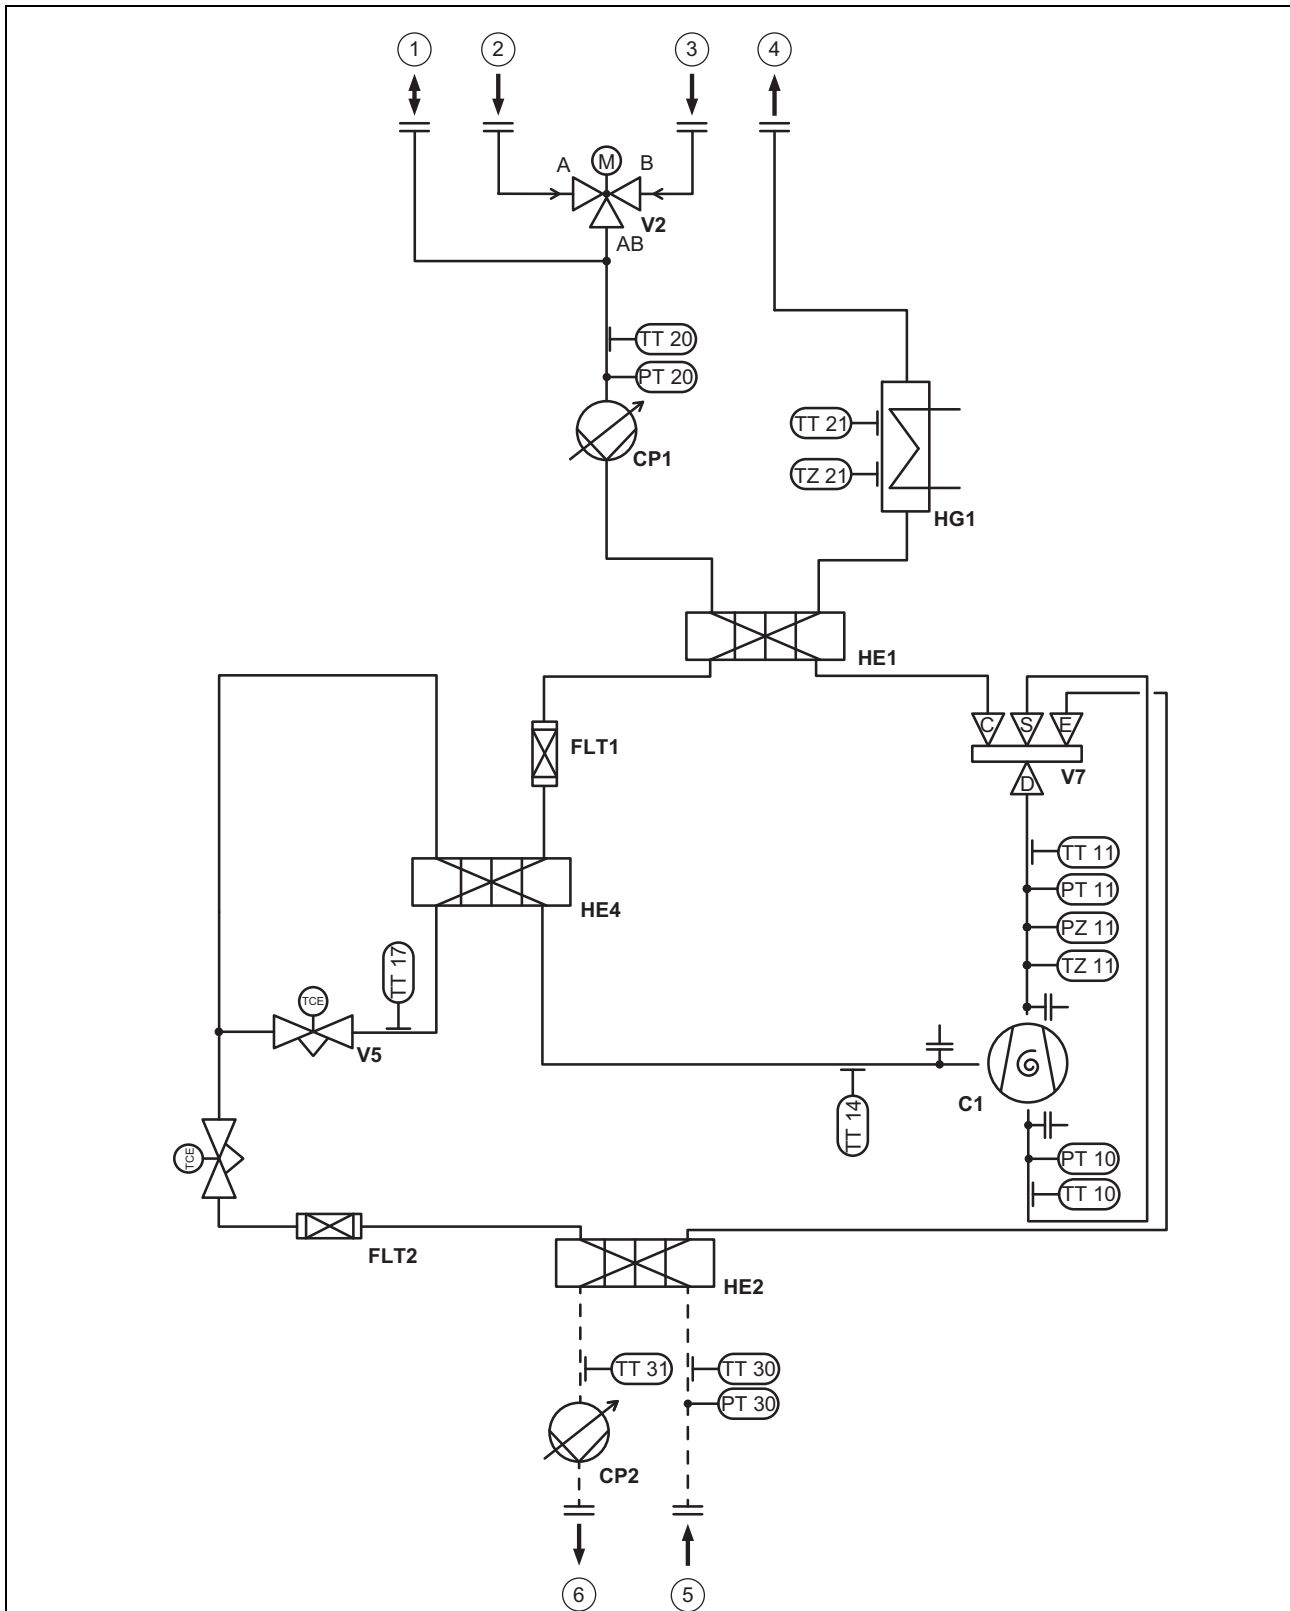 1
2
3
4
A
M
B
V2
AB
TT 20
PT 20
CP1
TT 21
TZ 21
HG1
HE1
FLT1
C
S
E
V7
D
TT 11
PT 11
PZ 11
TZ 11
HE4
TT 17
TCE
V5
C1
TT 14
TCE
PT 10
TT 10
FLT2
HE2
TT 31
TT 30
PT 30
CP2
6
5